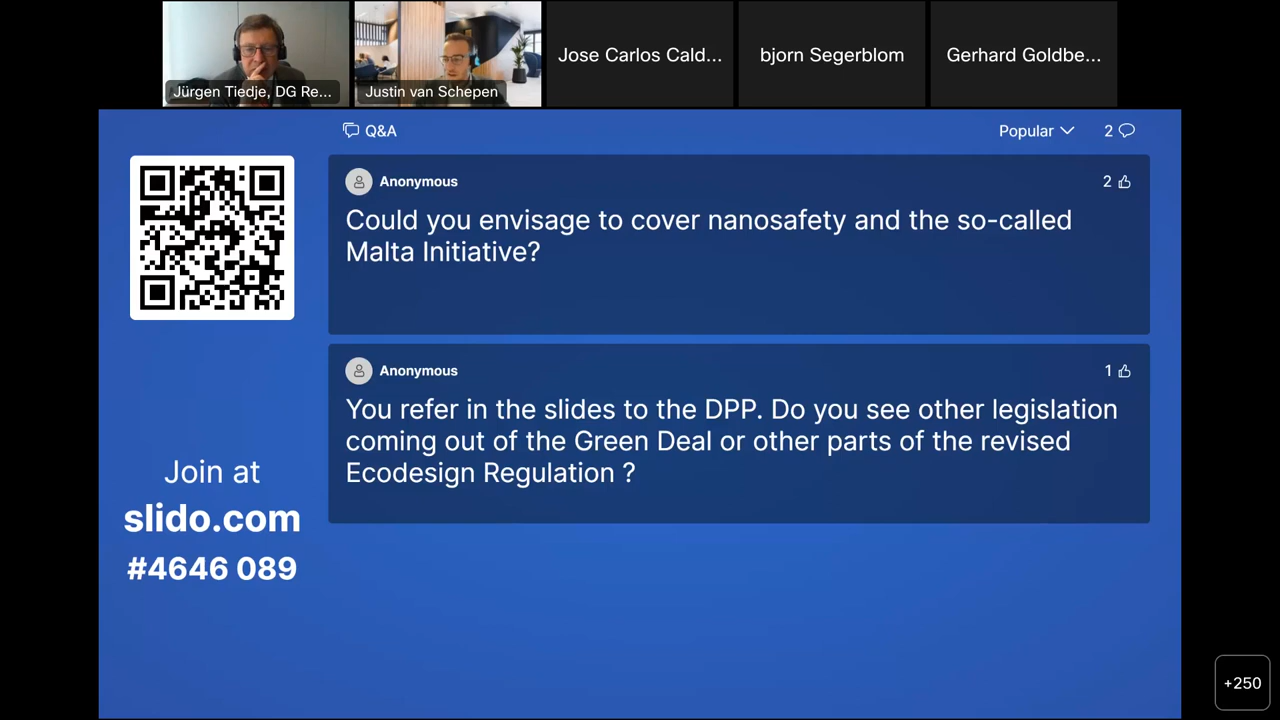 Jürgen Tiedje, DG Re...
Justin van Schepen
Jose Carlos Cald...
bjorn Segerblom
Gerhard Goldbe...
Q&A
Popular
2
Anonymous
2
Could you envisage to cover nanosafety and the so-called
Malta Initiative?
Anonymous
1
You refer in the slides to the DPP. Do you see other legislation
coming out of the Green Deal or other parts of the revised
Ecodesign Regulation ?
Join at
slido.com
#4646 089
+250